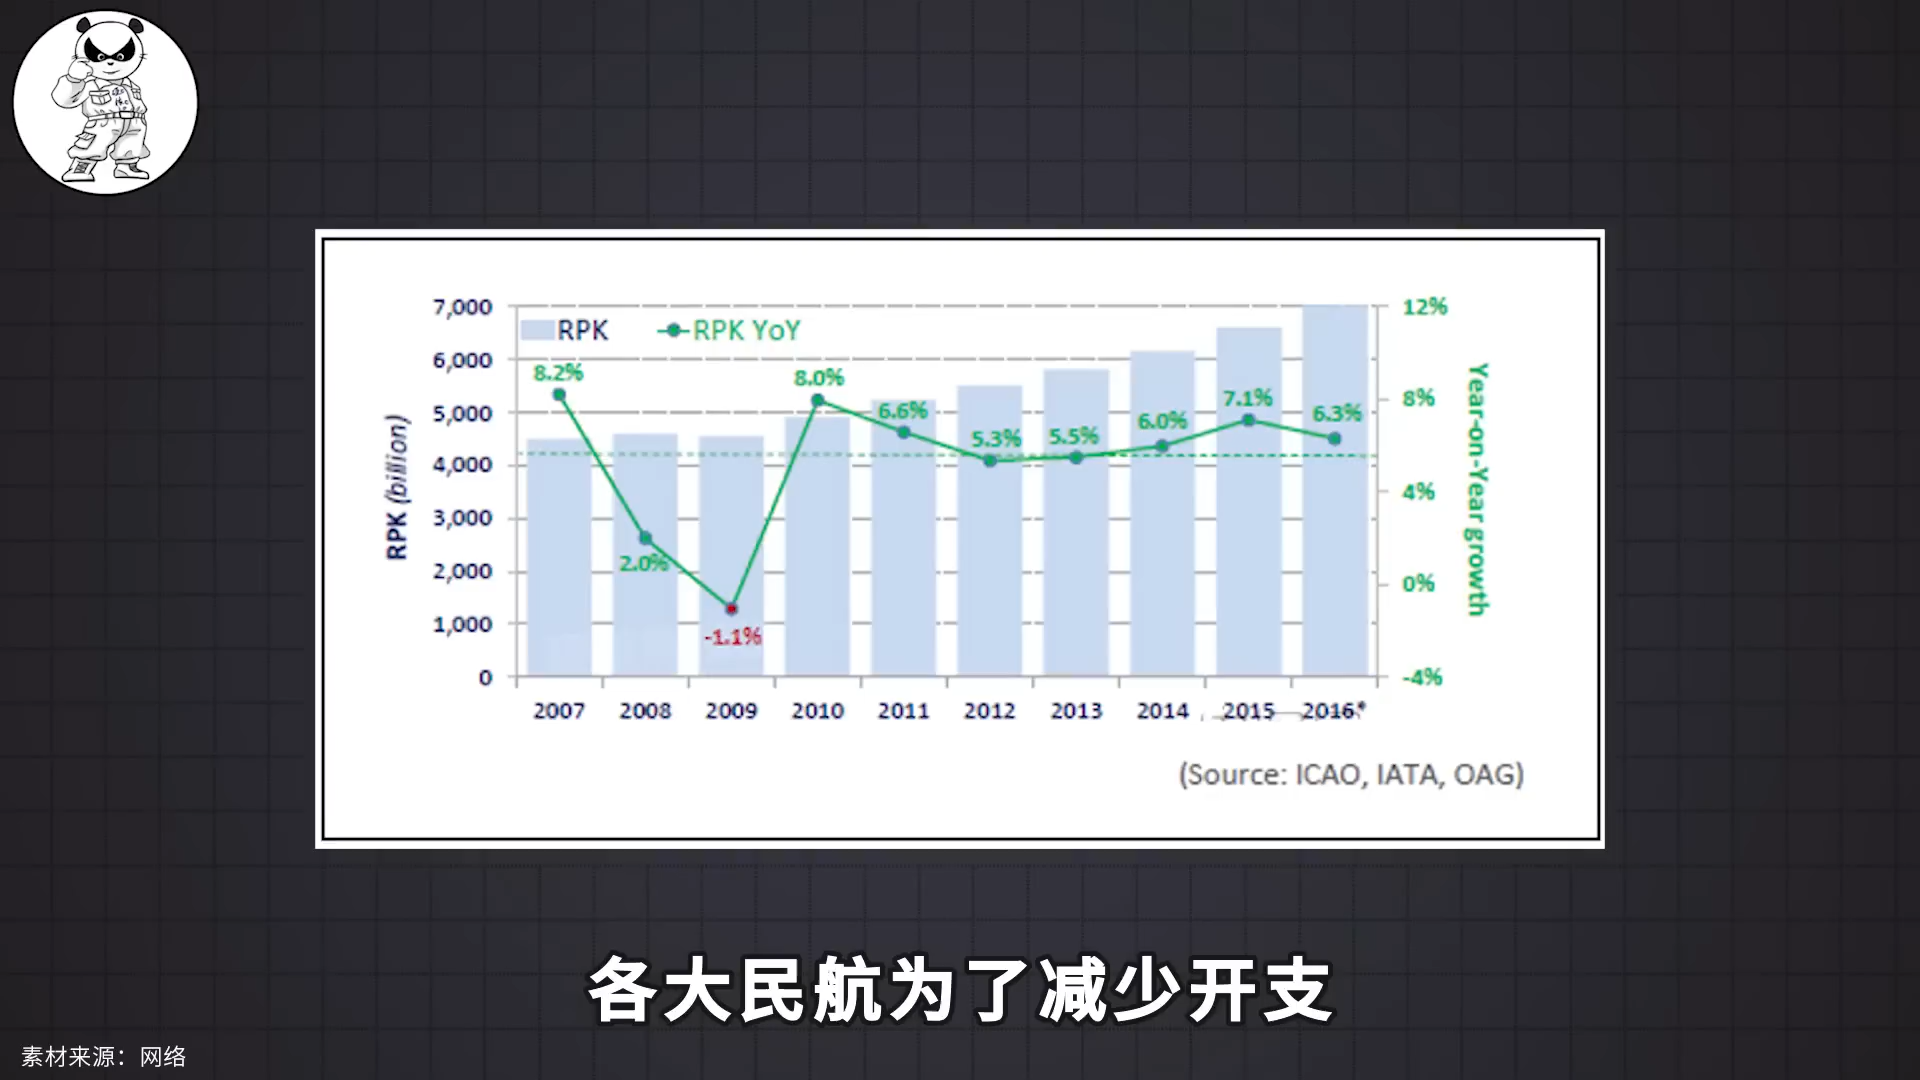 7,000
6,000
5,000
4,000
3,000
2,000
1,000
0
RPK (billion)
RPK
RPK YoY
8.2%
2.0%
-1.1%
8.0%
6.6%
5.3%
5.5%
6.0%
7.1%
6.3%
12%
8%
4%
0%
-4%
Year-on-Year growth
2007 2008 2009 2010 2011 2012 2013 2014 2015 2016*
(Source: ICAO, IATA, OAG)
各大民航为了减少开支
素材来源：网络